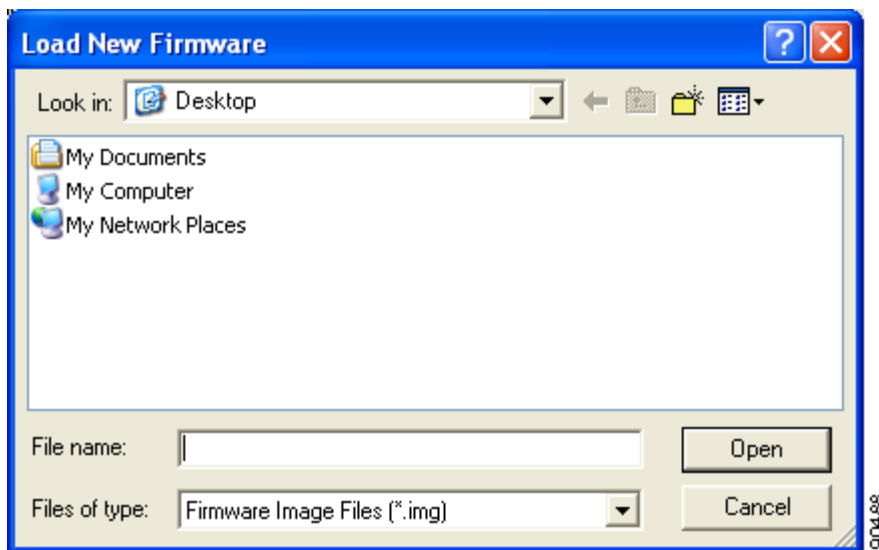 Load New Firmware
Look in: Desktop
My Documents
My Computer
My Network Places
File name: Open
Files of type: Firmware Image Files (*.img) Cancel
90488